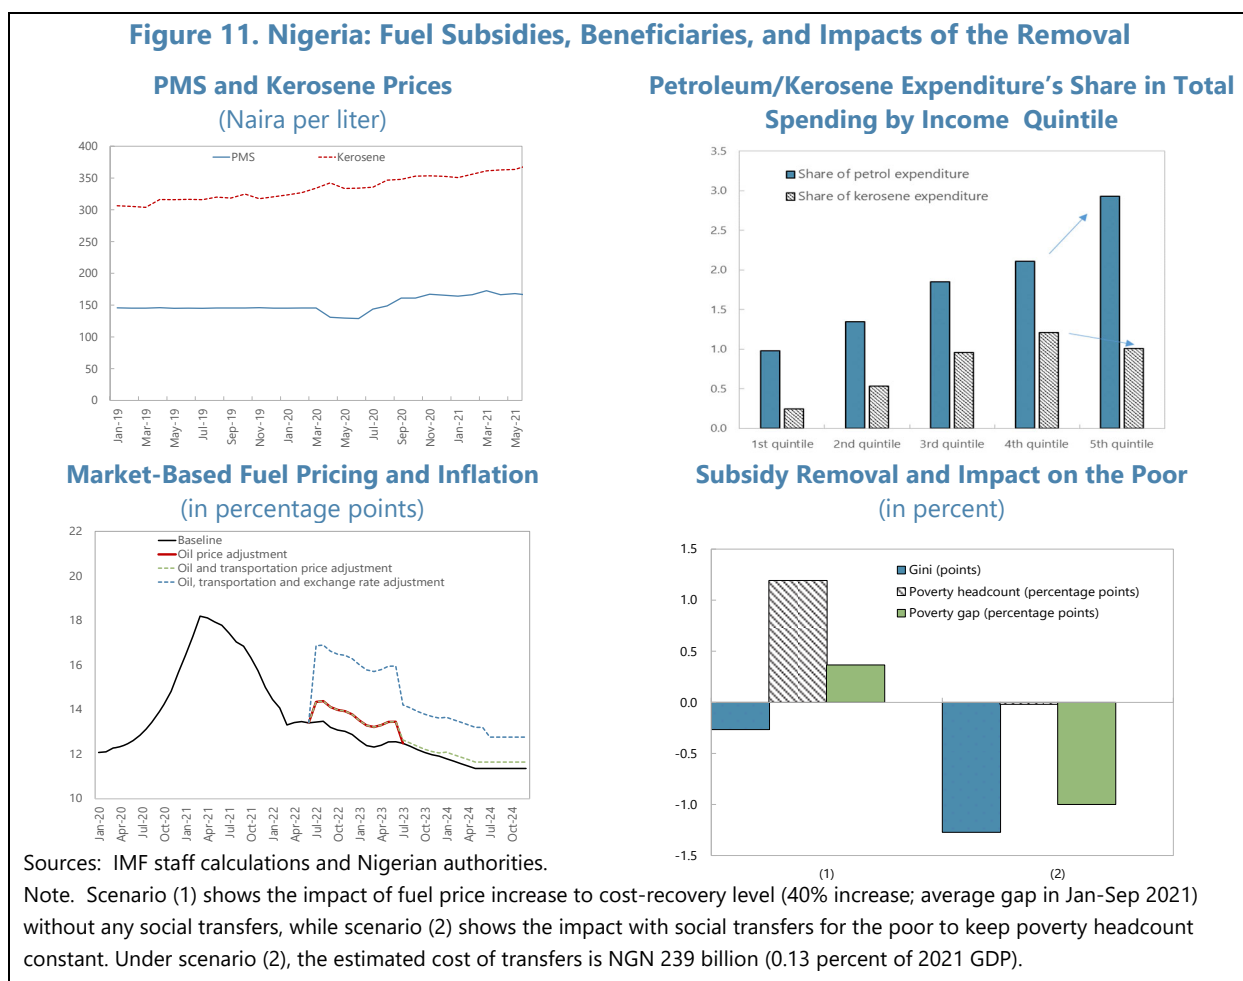 Figure 11. Nigeria: Fuel Subsidies, Beneficiaries, and Impacts of the Removal
PMS and Kerosene Prices
(Naira per liter)
400
350
300
250
200
150
100
50
0
PMS
Kerosene
Jan-19
Mar-19
May-19
Jul-19
Sep-19
Nov-19
Jan-20
Mar-20
May-20
Jul-20
Sep-20
Nov-20
Jan-21
Mar-21
May-21
Petroleum/Kerosene Expenditure's Share in Total
Spending by Income Quintile
3.5
3.0
2.5
2.0
1.5
1.0
0.5
0.0
Share of petrol expenditure
Share of kerosene expenditure
1st quintile
2nd quintile
3rd quintile
4th quintile
5th quintile
Market-Based Fuel Pricing and Inflation
(in percentage points)
22
20
18
16
14
12
10
Baseline
Oil price adjustment
Oil and transportation price adjustment
Oil, transportation and exchange rate adjustment
Jan-20
Apr-20
Jul-20
Oct-20
Jan-21
Apr-21
Jul-21
Oct-21
Jan-22
Apr-22
Jul-22
Oct-22
Jan-23
Apr-23
Jul-23
Oct-23
Jan-24
Apr-24
Jul-24
Oct-24
Subsidy Removal and Impact on the Poor
(in percent)
1.5
1.0
0.5
0.0
-0.5
-1.0
-1.5
Gini (points)
Poverty headcount (percentage points)
Poverty gap (percentage points)
(1)
(2)
Sources: IMF staff calculations and Nigerian authorities.
Note. Scenario (1) shows the impact of fuel price increase to cost-recovery level (40% increase; average gap in Jan-Sep 2021)
without any social transfers, while scenario (2) shows the impact with social transfers for the poor to keep poverty headcount
constant. Under scenario (2), the estimated cost of transfers is NGN 239 billion (0.13 percent of 2021 GDP).